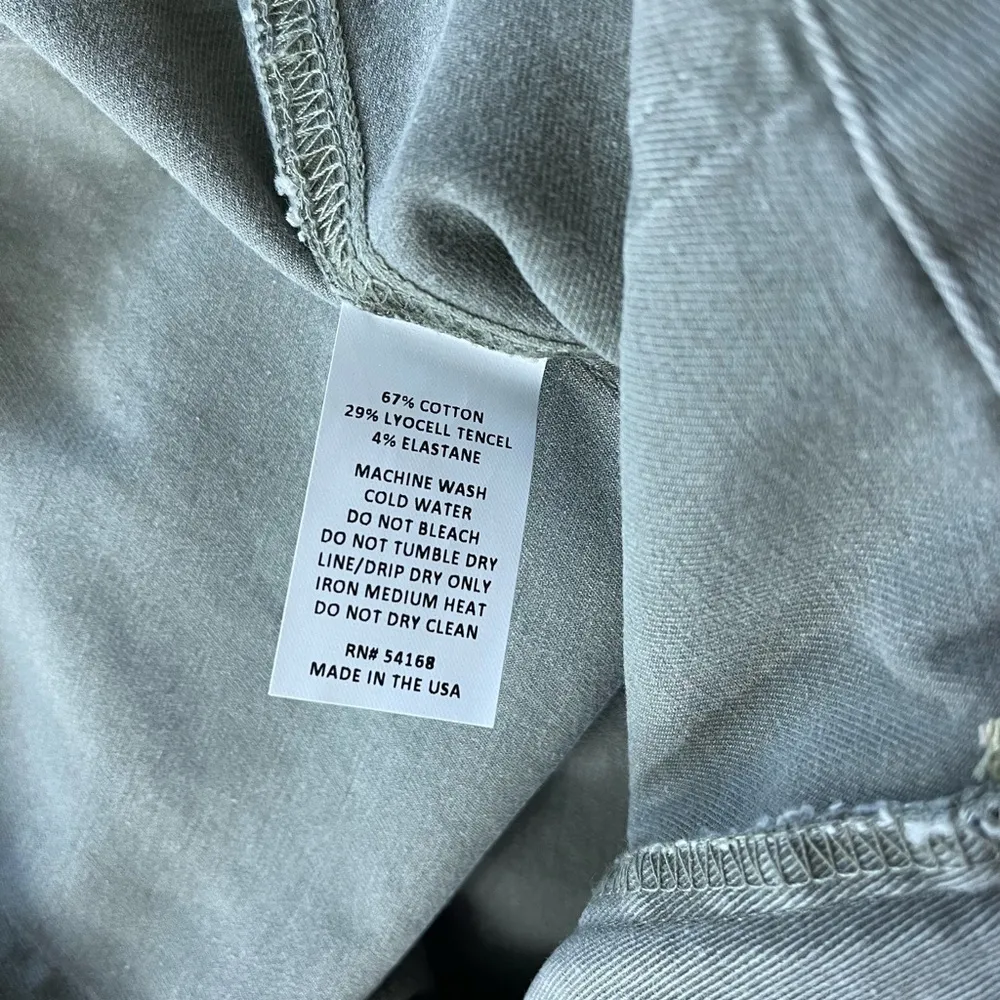 67% COTTON
29% LYOCELL TENCEL
4% ELASTANE
MACHINE WASH
COLD WATER
DO NOT BLEACH
DO NOT TUMBLE DRY
LINE/DRIP DRY ONLY
IRON MEDIUM HEAT
DO NOT DRY CLEAN
RN# 54168
MADE IN THE USA